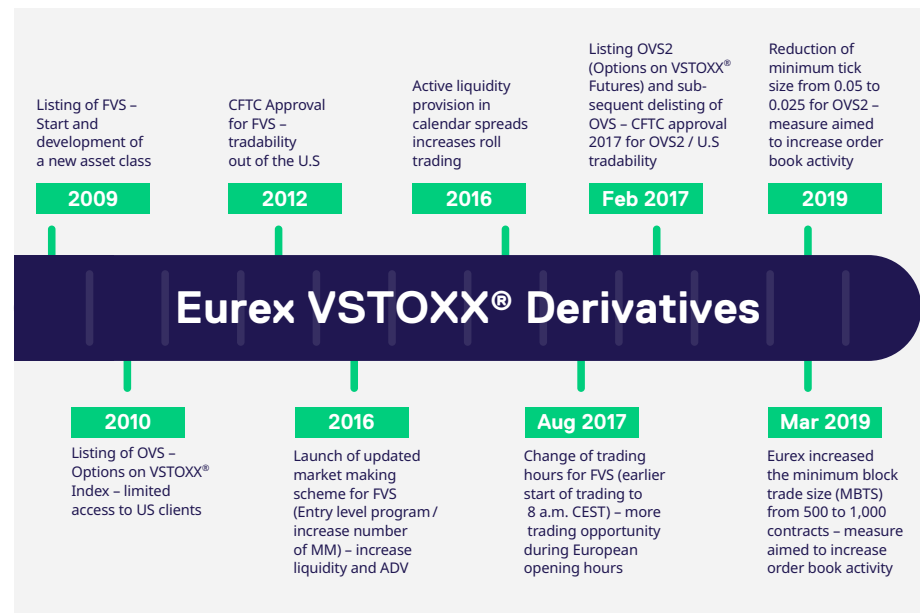 Listing of FVS –
Start and
development of
a new asset class
2009
CFTC Approval
for FVS –
tradability
out of the U.S
2012
Active liquidity
provision in
calendar spreads
increases roll
trading
2016
Listing OVS2
(Options on VSTOXX®
Futures) and sub-
sequent delisting of
OVS – CFTC approval
2017 for OVS2 / U.S
tradability
Feb 2017
Reduction of
minimum tick
size from 0.05 to
0.025 for OVS2 –
measure aimed
to increase order
book activity
2019
Eurex VSTOXX® Derivatives
2010
Listing of OVS –
Options on VSTOXX®
Index – limited
access to US clients
2016
Launch of updated
market making
scheme for FVS
(Entry level program /
increase number
of MM) – increase
liquidity and ADV
Aug 2017
Change of trading
hours for FVS (earlier
start of trading to
8 a.m. CEST) – more
trading opportunity
during European
opening hours
Mar 2019
Eurex increased
the minimum block
trade size (MBTS)
from 500 to 1,000
contracts – measure
aimed to increase
order book activity